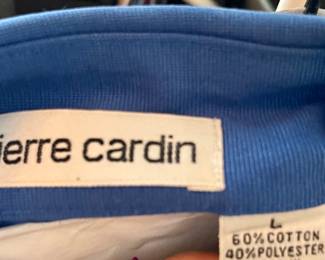 ierre cardin
L
60% COTTON
40% POLYESTER